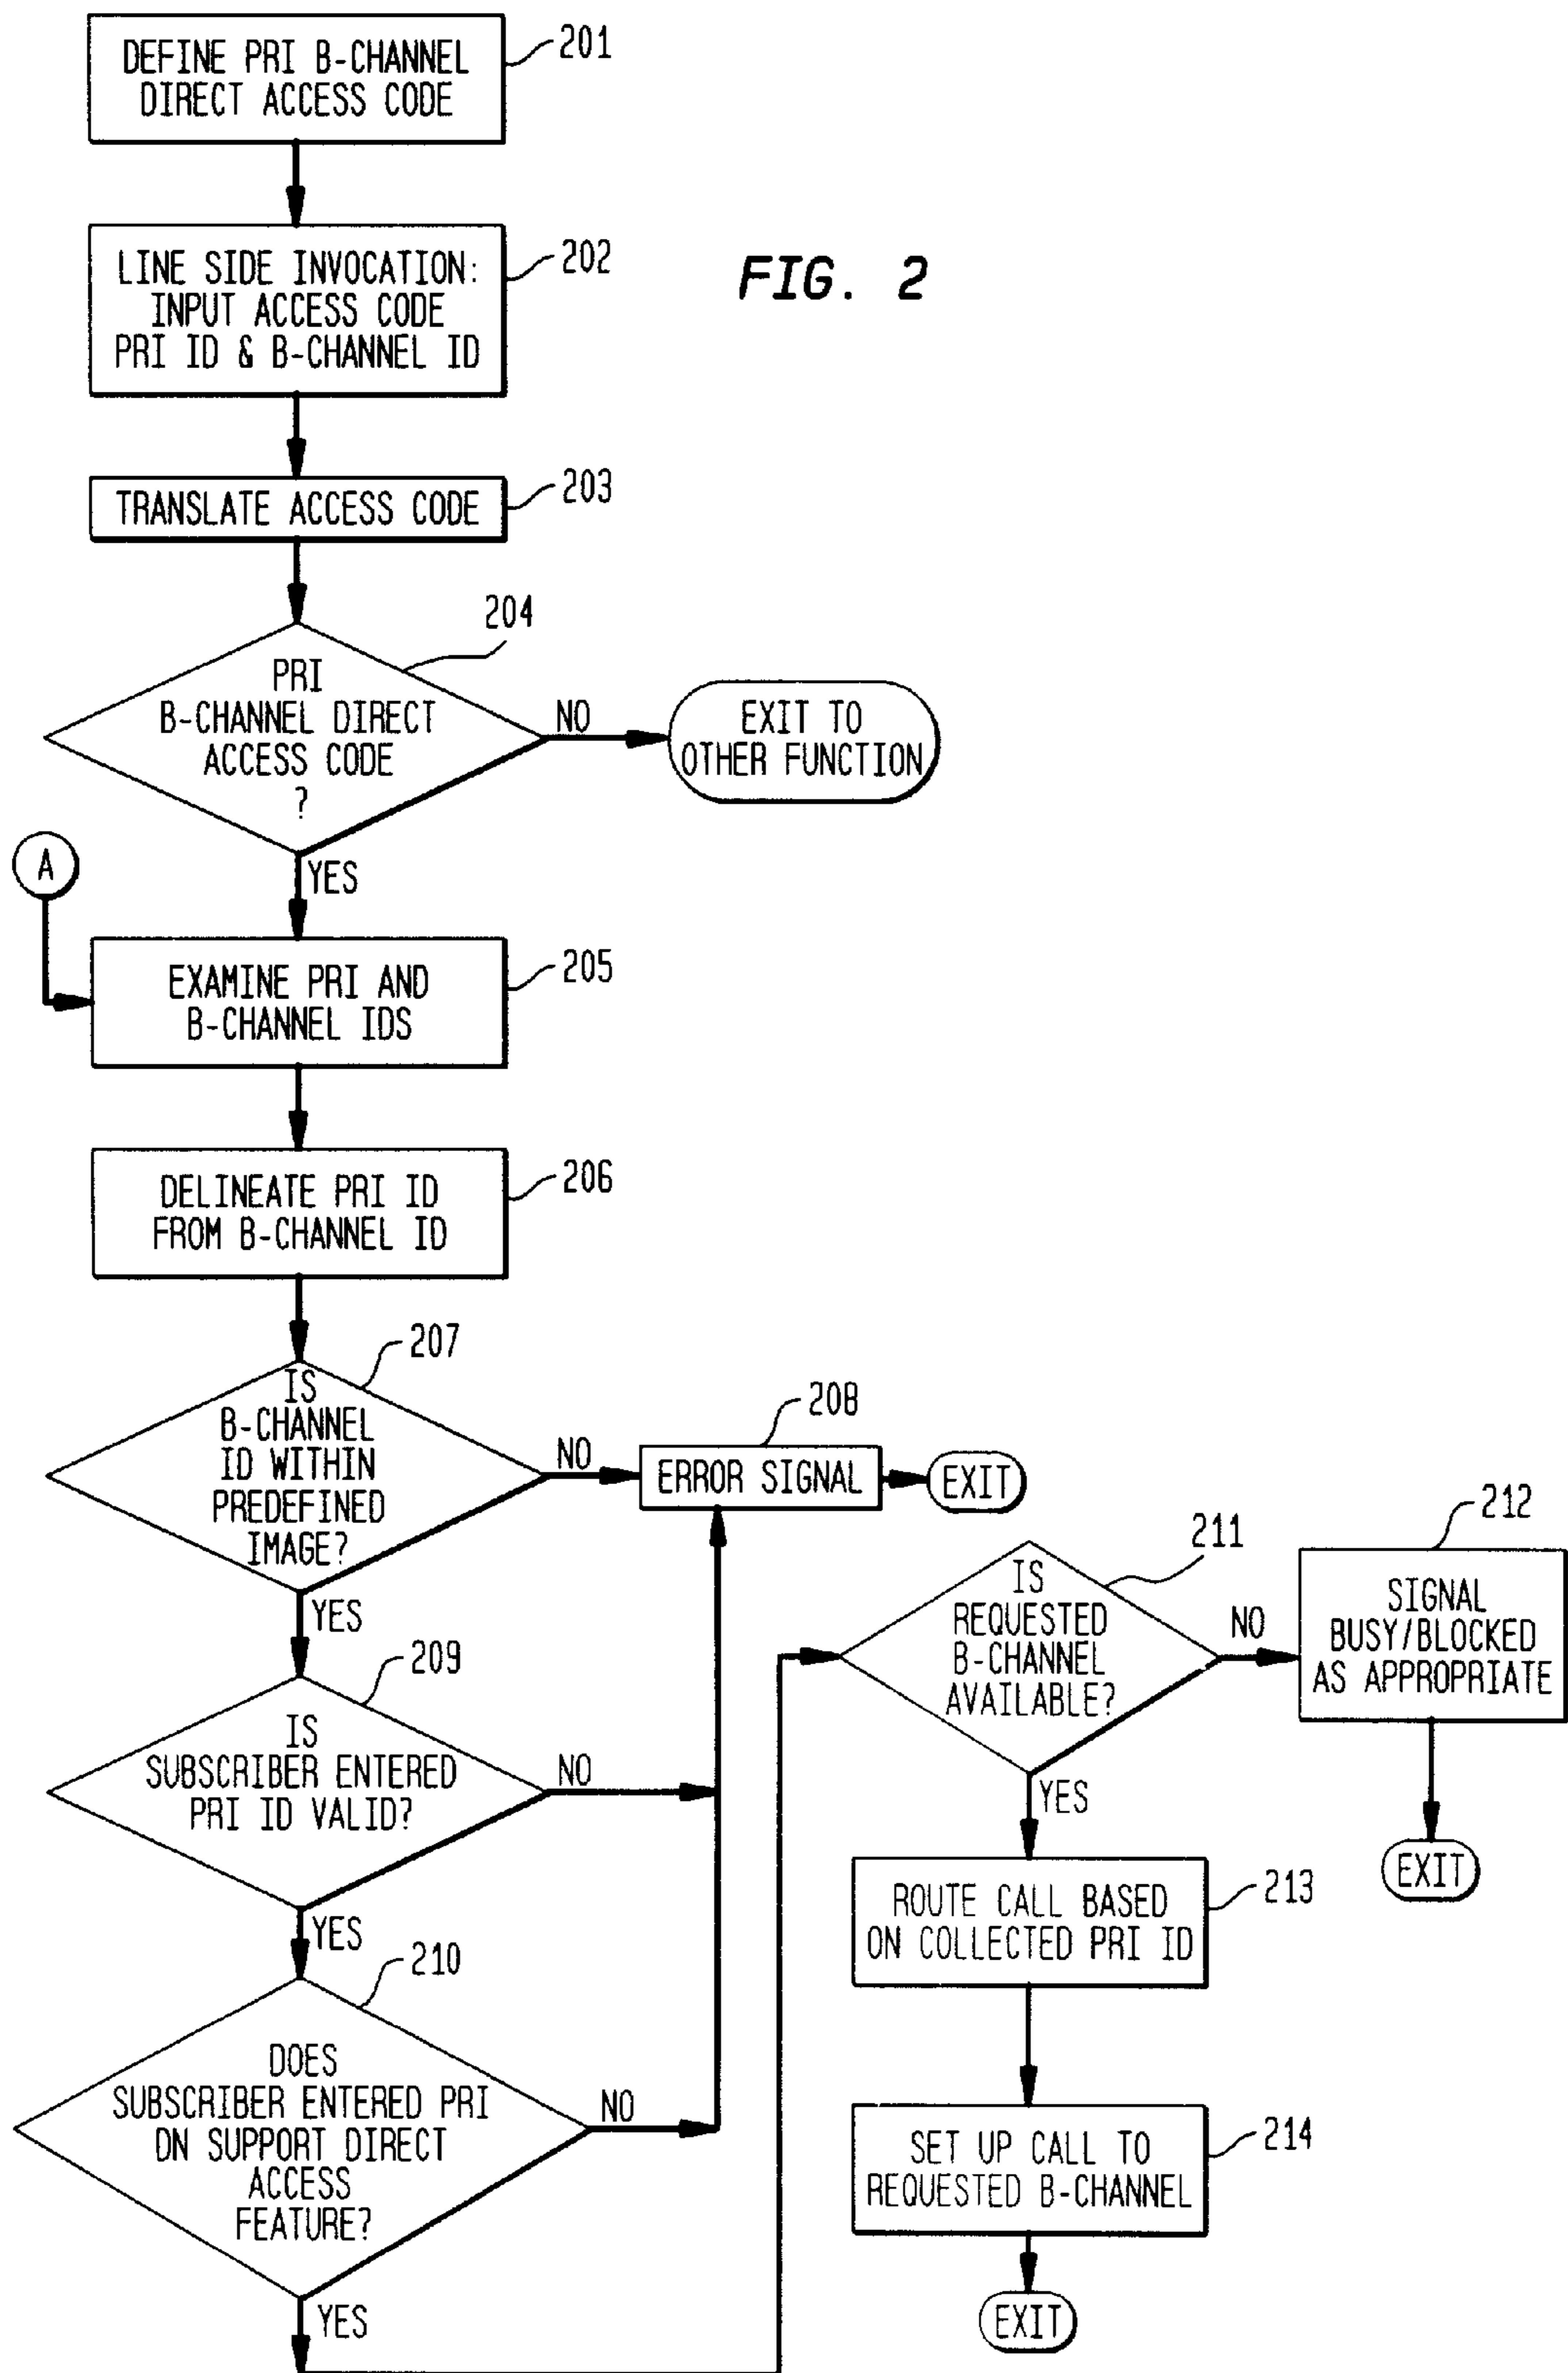 DEFINE PRI B-CHANNEL
DIRECT ACCESS CODE
201
LINE SIDE INVOCATION:
INPUT ACCESS CODE
PRI ID & B-CHANNEL ID
202
FIG. 2
TRANSLATE ACCESS CODE
203
204
PRI
B-CHANNEL DIRECT
ACCESS CODE
?
NO
EXIT TO
OTHER FUNCTION
YES
A
EXAMINE PRI AND
B-CHANNEL IDS
205
DELINEATE PRI ID
FROM B-CHANNEL ID
206
207
IS
B-CHANNEL
ID WITHIN
PREDEFINED
IMAGE?
NO
208
ERROR SIGNAL
EXIT
YES
209
IS
SUBSCRIBER ENTERED
PRI ID VALID?
NO
YES
210
DOES
SUBSCRIBER ENTERED PRI
DN SUPPORT DIRECT
ACCESS
FEATURE?
NO
YES
211
IS
REQUESTED
B-CHANNEL
AVAILABLE?
NO
212
SIGNAL
BUSY/BLOCKED
AS APPROPRIATE
EXIT
YES
ROUTE CALL BASED
ON COLLECTED PRI ID
213
SET UP CALL TO
REQUESTED B-CHANNEL
214
EXIT